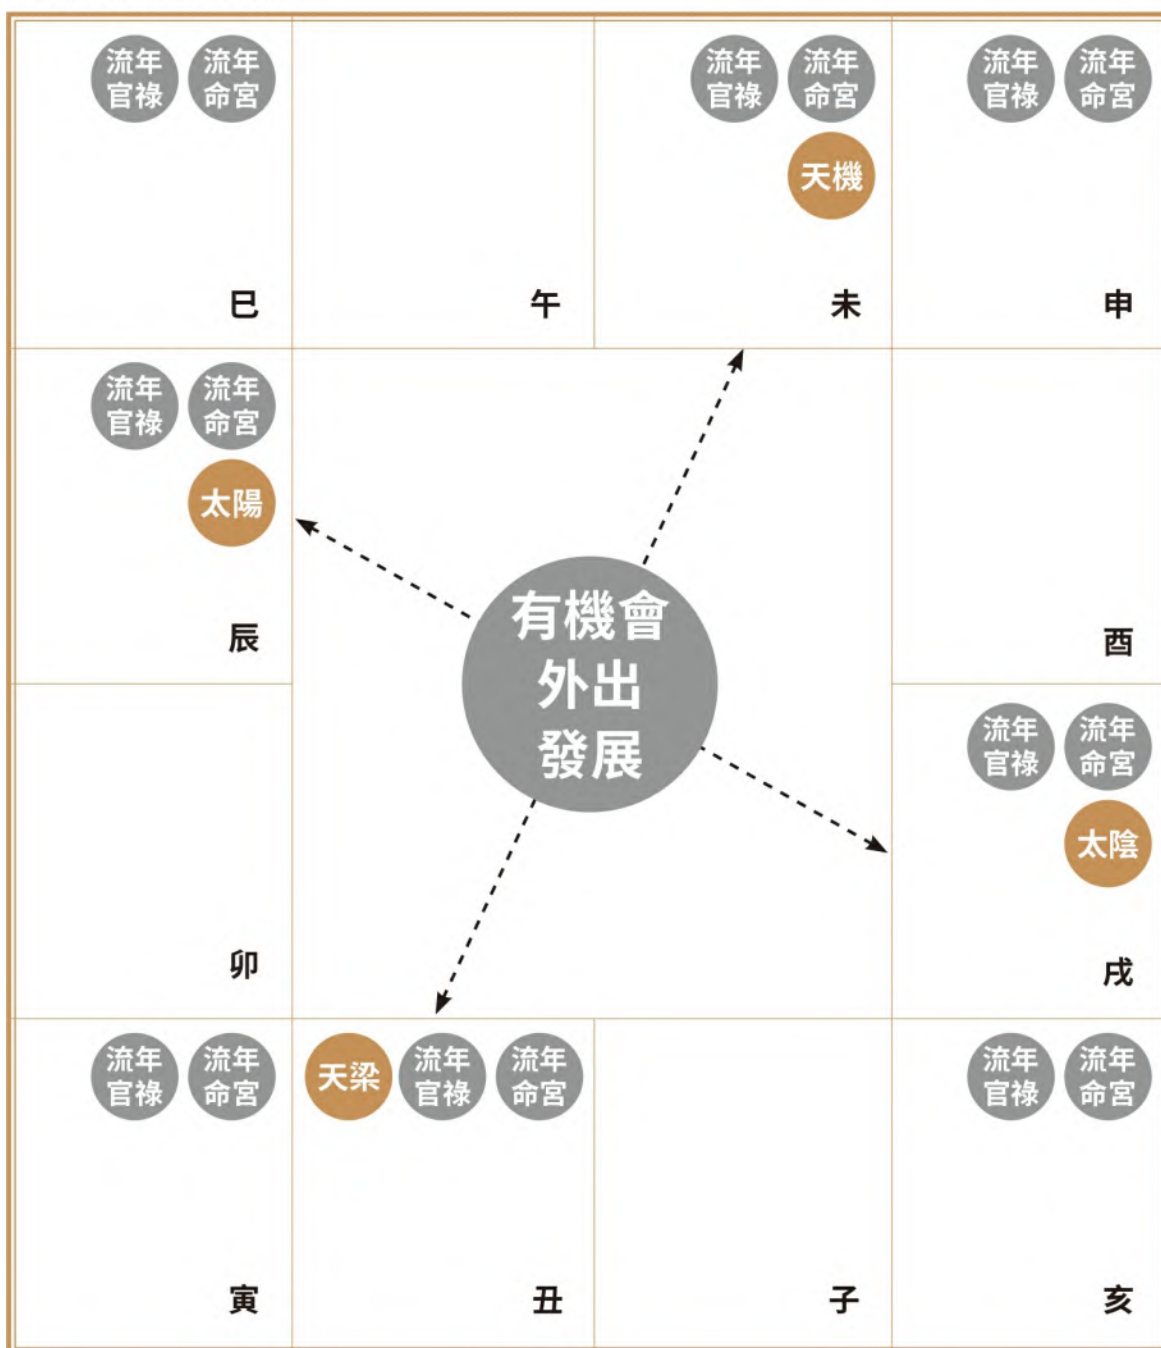 流年
官祿
流年
命宮
巳
午
流年
官祿
流年
命宮
天機
未
流年
官祿
流年
命宮
申
流年
官祿
流年
命宮
太陽
辰
有機會
外出
發展
酉
卯
流年
官祿
流年
命宮
太陰
戌
流年
官祿
流年
命宮
寅
天梁
流年
官祿
流年
命宮
丑
子
流年
官祿
流年
命宮
亥